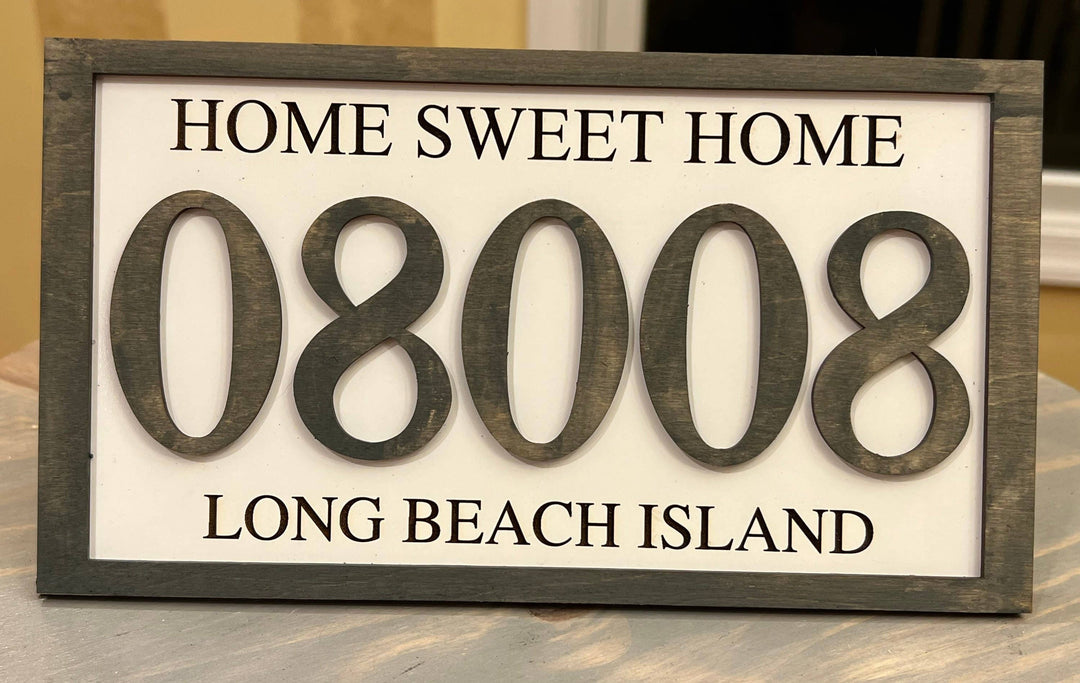 HOME SWEET HOME
08008
LONG BEACH ISLAND